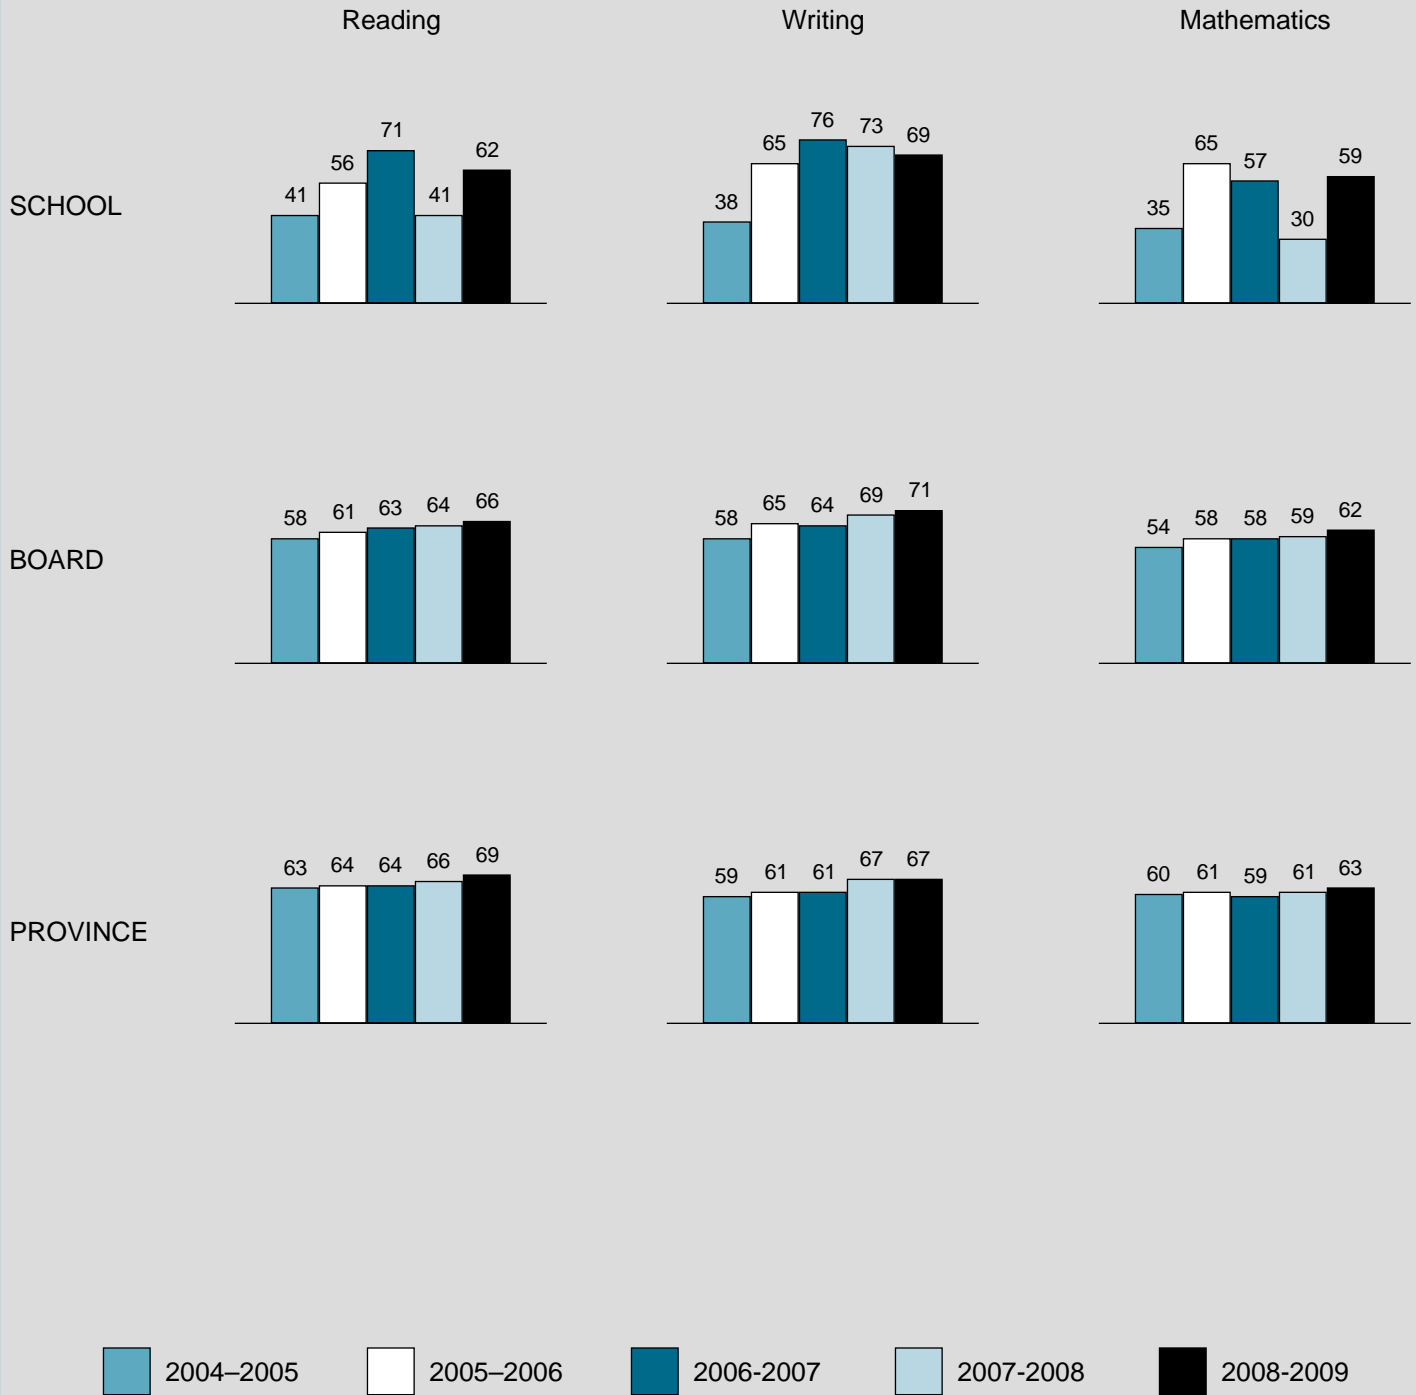 Reading Writing Mathematics
SCHOOL
41 56 71 41 62
38 65 76 73 69
35 65 57 30 59
BOARD
58 61 63 64 66
58 65 64 69 71
54 58 58 59 62
PROVINCE
63 64 64 66 69
59 61 61 67 67
60 61 59 61 63
2004–2005 2005–2006 2006-2007 2007-2008 2008-2009